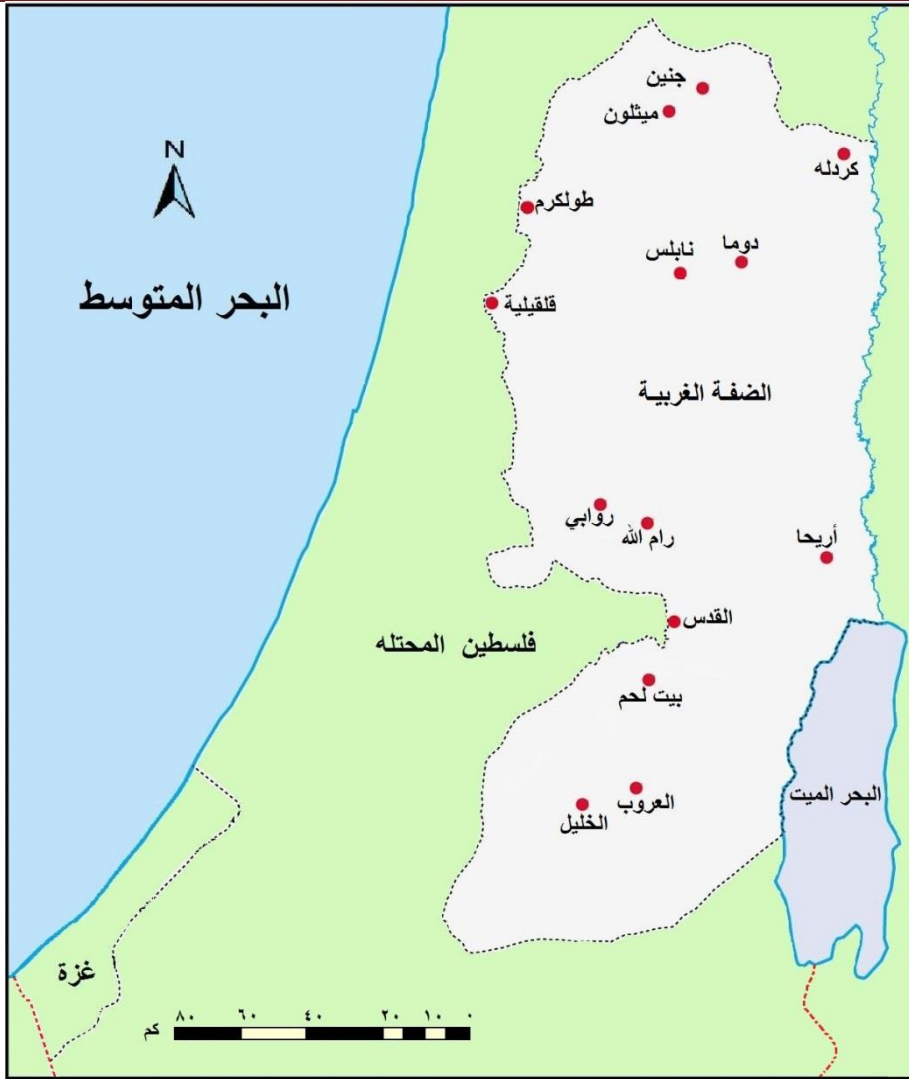 جنين
ميثلون
كردله
N
طولكرم
دوما
نابلس
البحر المتوسط
قلقيلية
الضفة الغربية
روابي
رام الله
أريحا
القدس
فلسطين المحتله
بيت لحم
البحر الميت
العروب
الخليل
غزة
٠ ١٠ ٢٠ ٤٠ ٦٠ ٨٠
كم